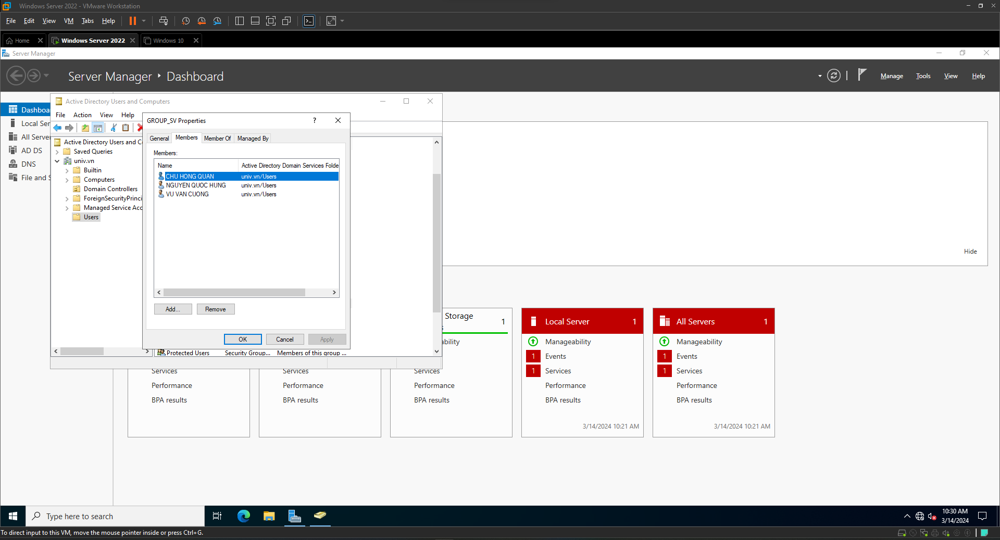 Windows Server 2022 - VMware Workstation
File Edit View VM Tabs Help
Home Windows Server 2022 Windows 10
Server Manager
Server Manager Dashboard
Manage Tools View Help
Dashboa
Local Ser
All Server
AD DS
DNS
File and S
Active Directory Users and Computers
File Action View Help
Active Directory Users and C
Saved Queries
univ.vn
Builtin
Computers
Domain Controllers
ForeignSecurityPrinci
Managed Service Acc
Users
GROUP_SV Properties
?
General Members Member Of Managed By
Members:
Name Active Directory Domain Services Folde
CHU HONG QUAN univ.vn/Users
NGUYEN QUOC HUNG univ.vn/Users
VU VAN CUONG univ.vn/Users
Add... Remove
OK Cancel Apply
Protected Users Security Group... Members of this group ...
Hide
Services
Performance
BPA results
Services
Performance
BPA results
Storage 1
s
ability
Services
Performance
BPA results
Local Server 1
Manageability
1 Events
1 Services
Performance
BPA results
3/14/2024 10:21 AM
All Servers 1
Manageability
1 Events
1 Services
Performance
BPA results
3/14/2024 10:21 AM
Type here to search
10:30 AM
3/14/2024
To direct input to this VM, move the mouse pointer inside or press Ctrl+G.